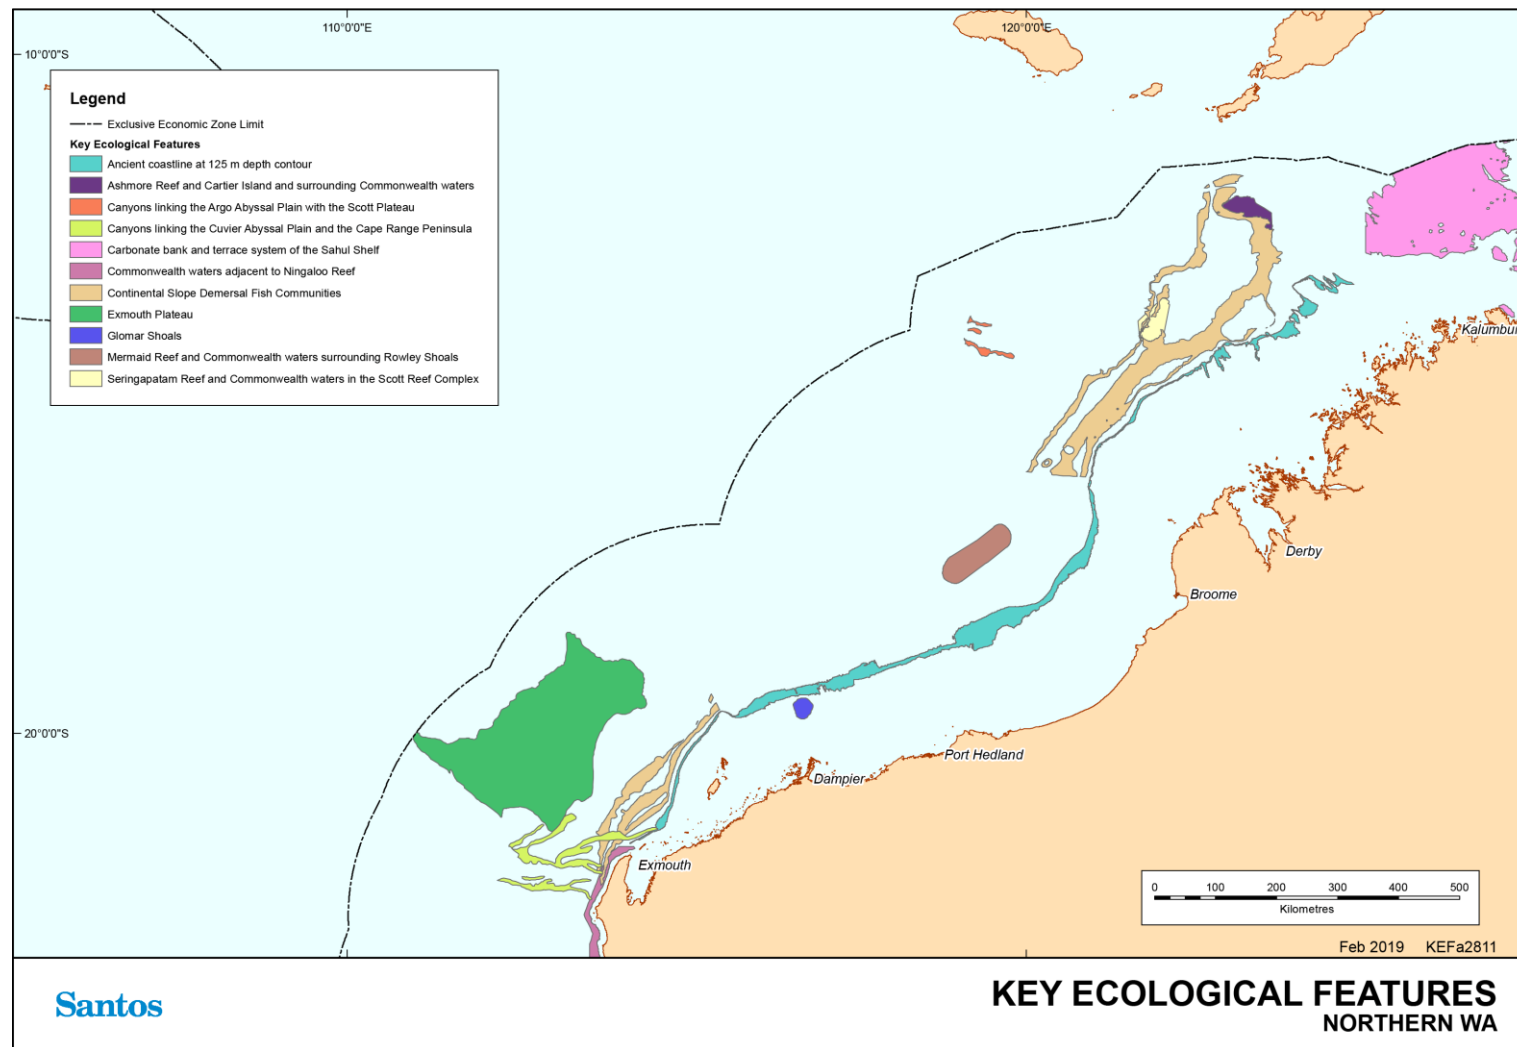 110°0'0"E
120°0'0"E
10°0'0"S
Legend
Exclusive Economic Zone Limit
Key Ecological Features
Ancient coastline at 125 m depth contour
Ashmore Reef and Cartier Island and surrounding Commonwealth waters
Canyons linking the Argo Abyssal Plain with the Scott Plateau
Canyons linking the Cuvier Abyssal Plain and the Cape Range Peninsula
Carbonate bank and terrace system of the Sahul Shelf
Commonwealth waters adjacent to Ningaloo Reef
Continental Slope Demersal Fish Communities
Exmouth Plateau
Glomar Shoals
Mermaid Reef and Commonwealth waters surrounding Rowley Shoals
Seringapatam Reef and Commonwealth waters in the Scott Reef Complex
Kalumbur
Derby
Broome
20°0'0"S
Port Hedland
Dampier
Exmouth
0 100 200 300 400 500
Kilometres
Feb 2019 KEFa2811
Santos
KEY ECOLOGICAL FEATURES
NORTHERN WA